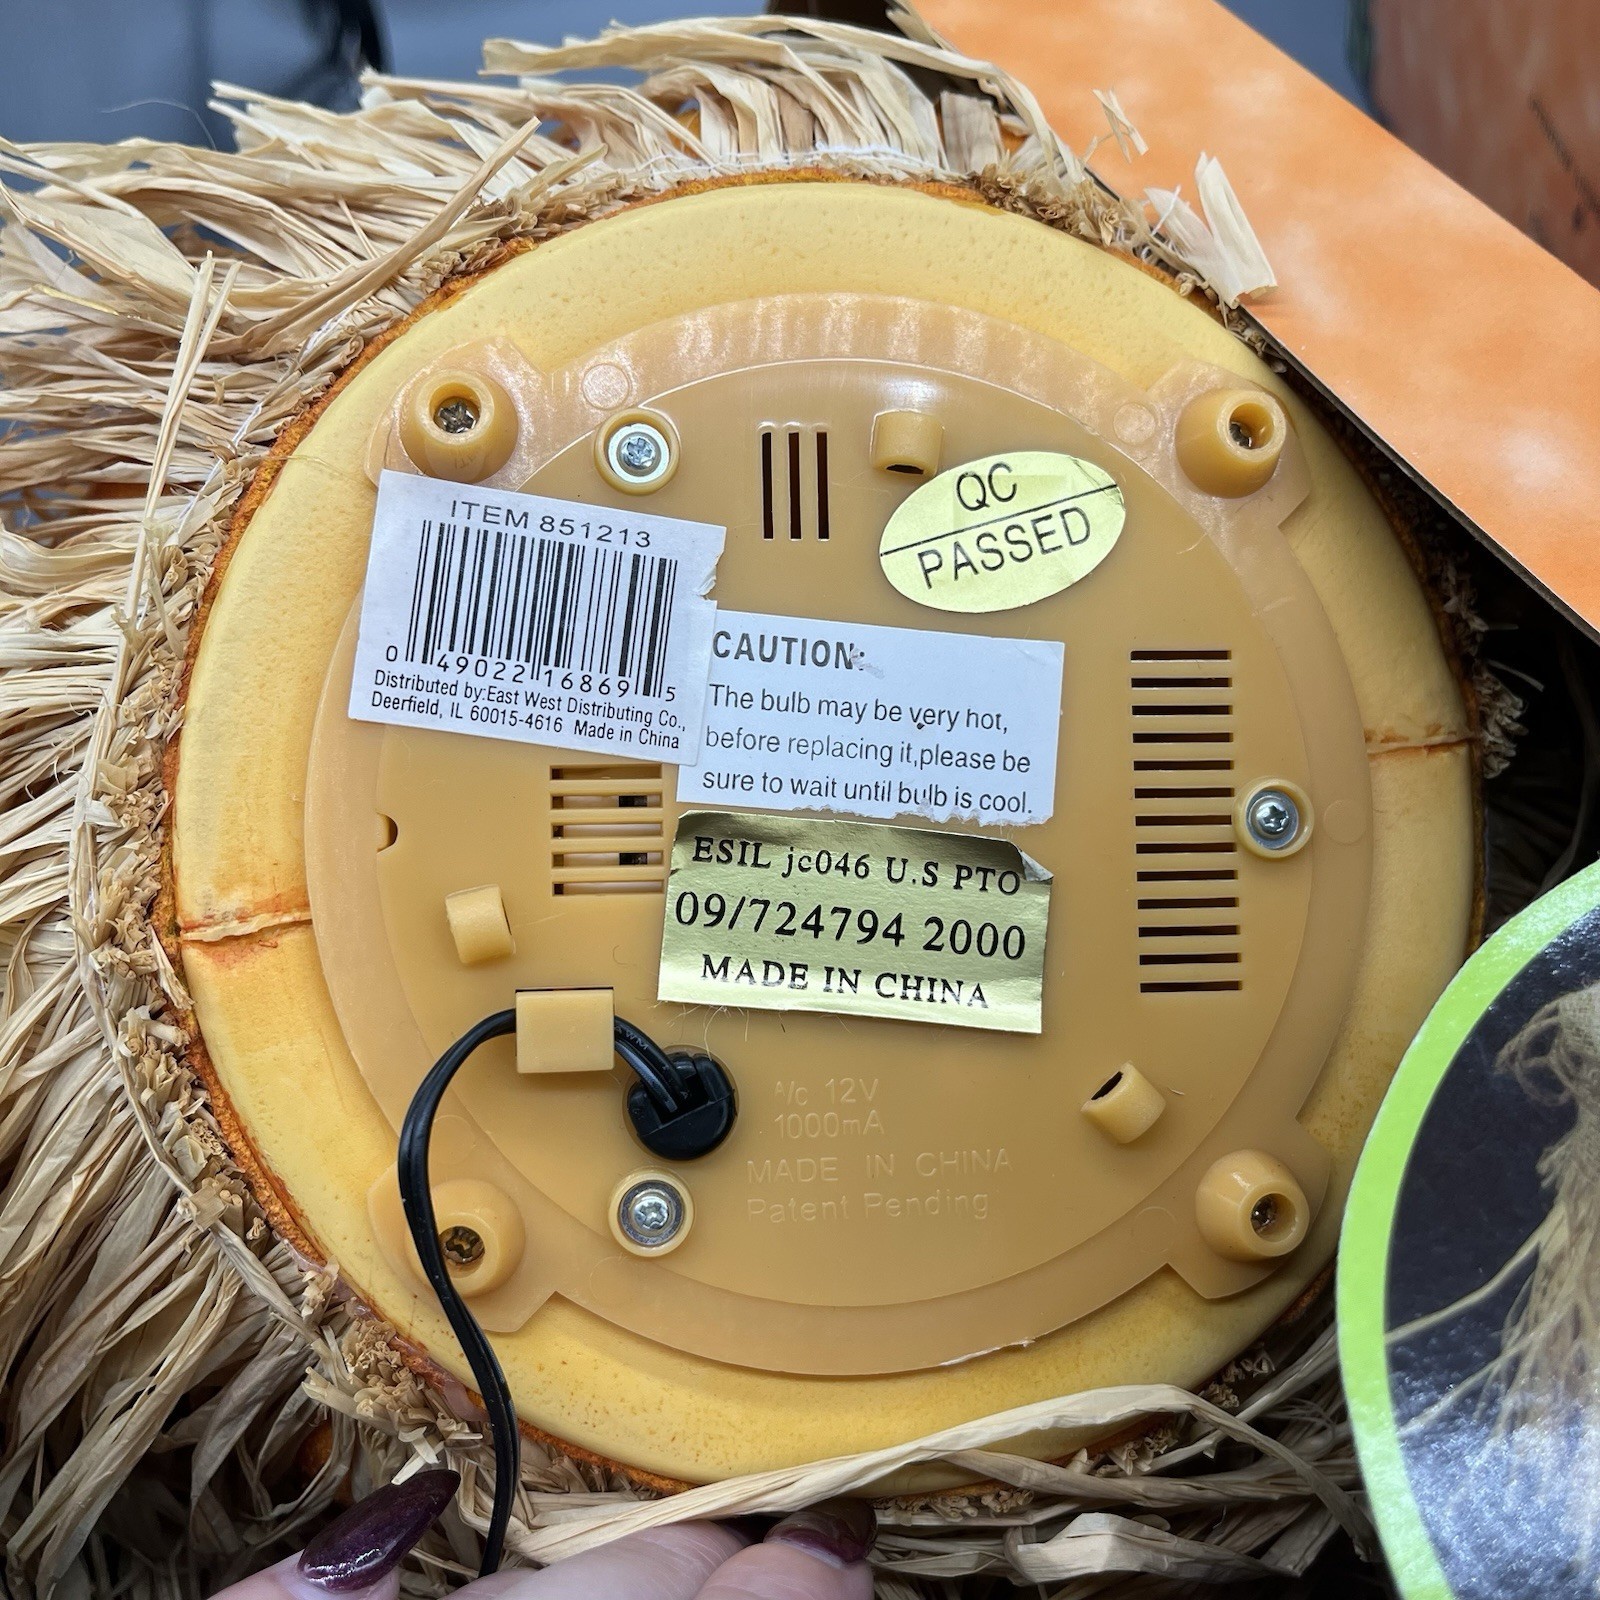 QC
PASSED
ITEM 851213
0 49022 16869 5
Distributed by:East West Distributing Co.,
Deerfield, IL 60015-4616 Made in China
CAUTION:
The bulb may be very hot,
before replacing it,please be
sure to wait until bulb is cool.
ESIL jc046 U.S PTO
09/724794 2000
MADE IN CHINA
A/c 12V
1000mA
MADE IN CHINA
Patent Pending